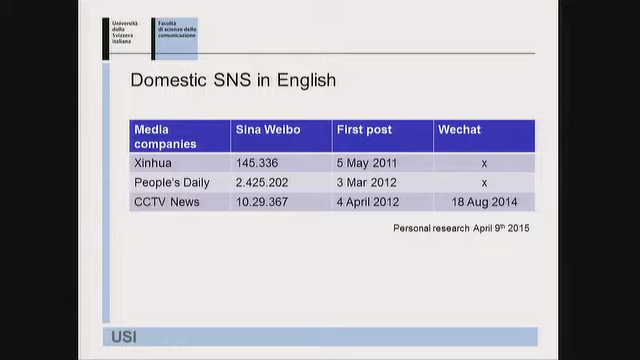 Università
della
Svizzera
italiana
Facoltà
di scienze della
comunicazione
Domestic SNS in English
Media companies Sina Weibo First post Wechat
Xinhua 145.336 5 May 2011 x
People's Daily 2.425.202 3 Mar 2012 x
CCTV News 10.29.367 4 April 2012 18 Aug 2014
Personal research April 9th 2015
USI